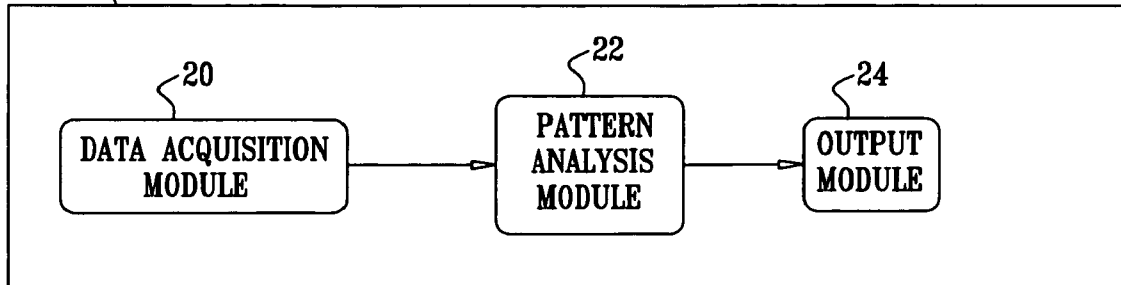 20
22
24
DATA ACQUISITION
MODULE
PATTERN
ANALYSIS
MODULE
OUTPUT
MODULE